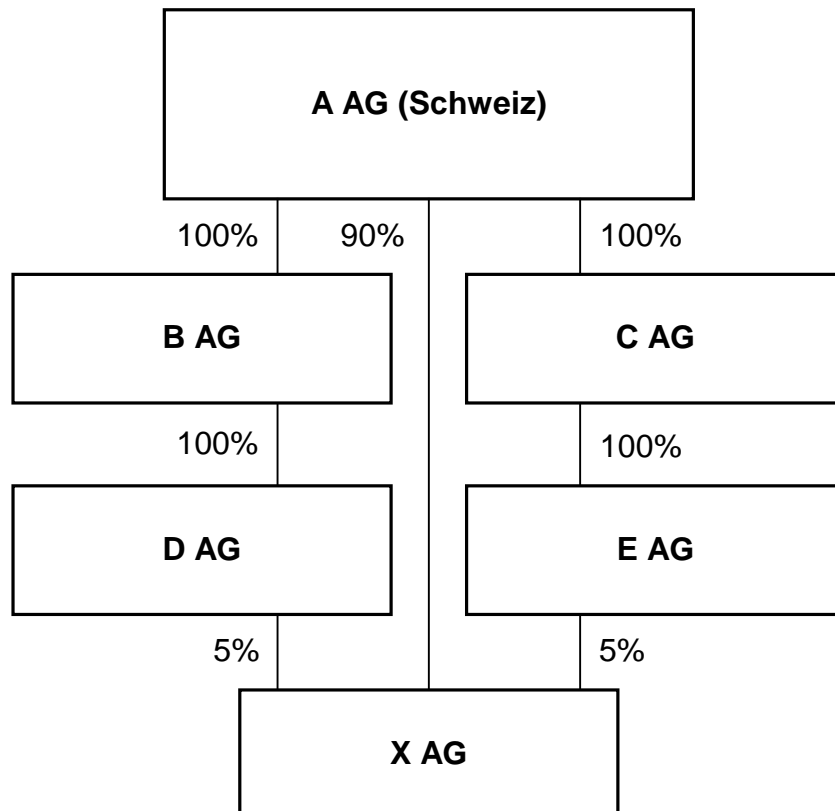 A AG (Schweiz)
100% 90% 100%
B AG C AG
100% 100%
D AG E AG
5% 5%
X AG